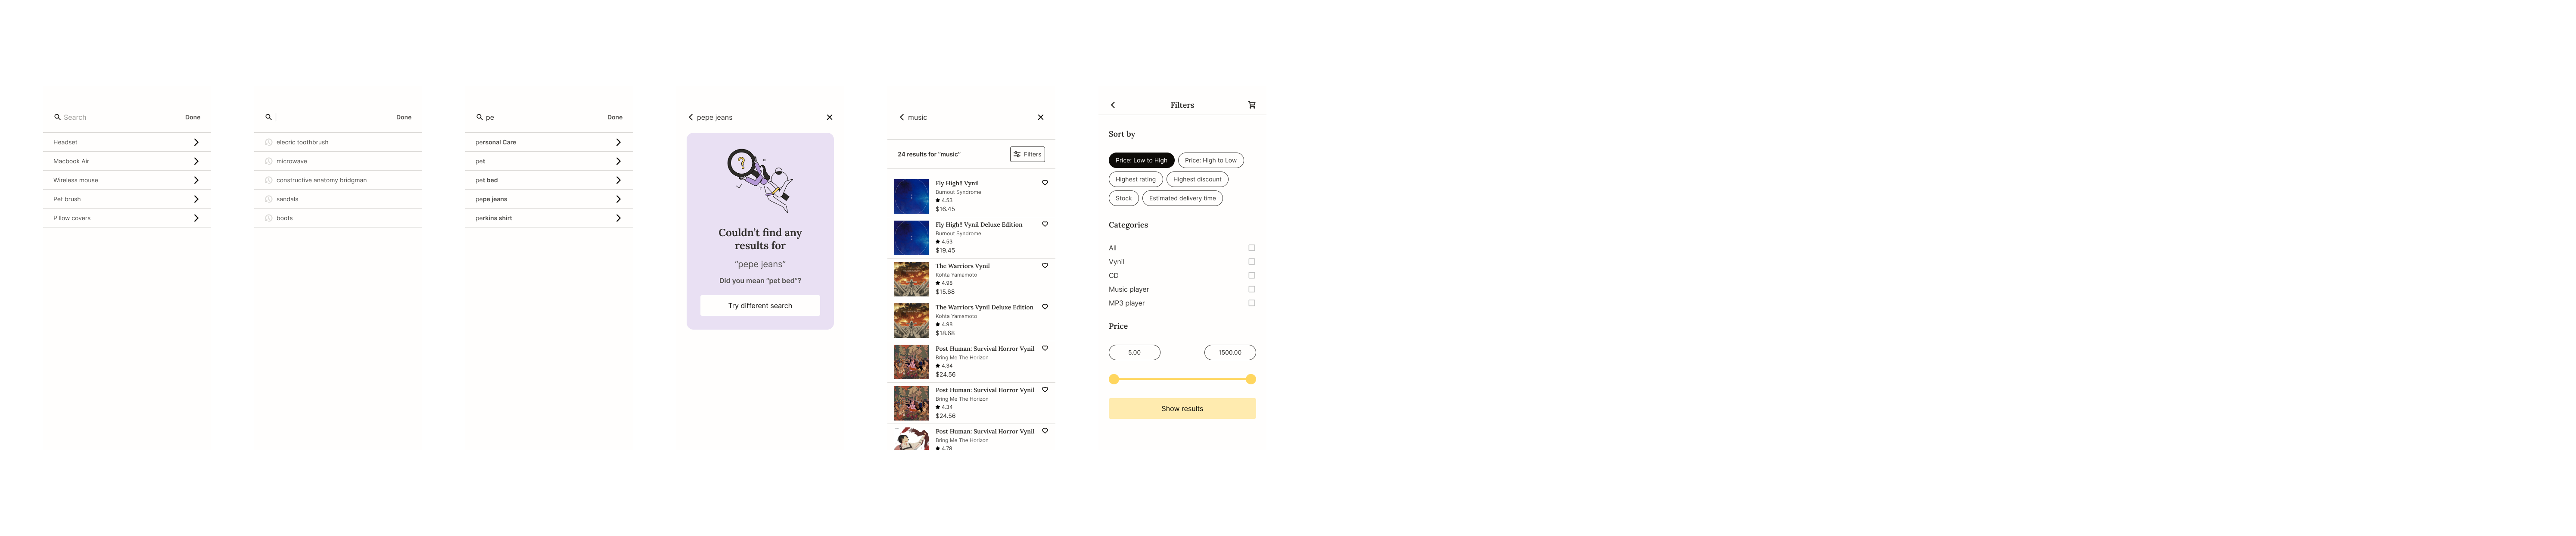 Search
Done
Headset
Macbook Air
Wireless mouse
Pet brush
Pillow covers
Done
elecric toothbrush
microwave
constructive anatomy bridgman
sandals
boots
pe
Done
personal Care
pet
pet bed
pepe jeans
perkins shirt
pepe jeans
?
Couldn't find any
results for
"pepe jeans"
Did you mean "pet bed"?
Try different search
music
24 results for "music"
Filters
Fly High!! Vynil
Burnout Syndrome
4.53
$16.45
Fly High!! Vynil Deluxe Edition
Burnout Syndrome
4.53
$19.45
The Warriors Vynil
Kohta Yamamoto
4.98
$15.68
The Warriors Vynil Deluxe Edition
Kohta Yamamoto
4.98
$18.68
Post Human: Survival Horror Vynil
Bring Me The Horizon
4.34
$24.56
Post Human: Survival Horror Vynil
Bring Me The Horizon
4.34
$24.56
Post Human: Survival Horror Vynil
Bring Me The Horizon
4.78
Filters
Sort by
Price: Low to High
Price: High to Low
Highest rating
Highest discount
Stock
Estimated delivery time
Categories
All
Vynil
CD
Music player
MP3 player
Price
5.00
1500.00
Show results